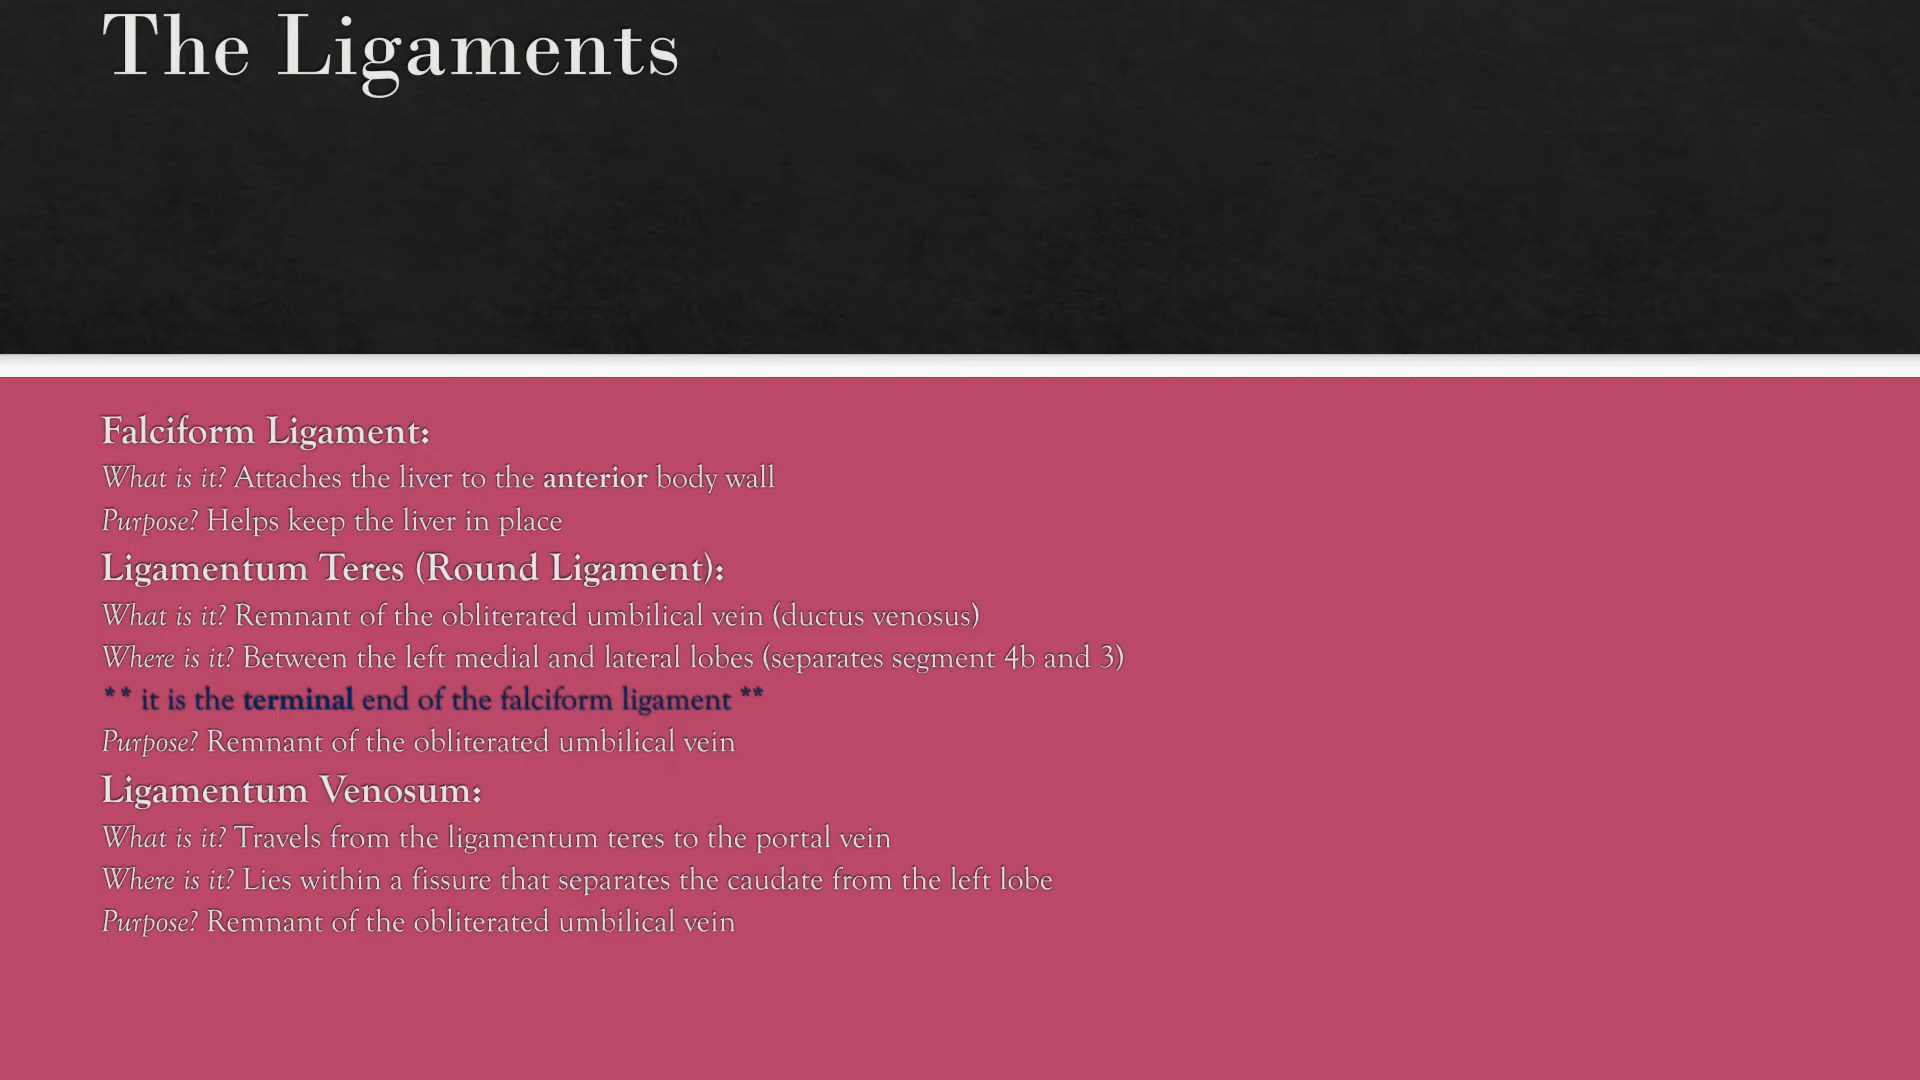 The Ligaments
Falciform Ligament:
What is it? Attaches the liver to the anterior body wall
Purpose? Helps keep the liver in place
Ligamentum Teres (Round Ligament):
What is it? Remnant of the obliterated umbilical vein (ductus venosus)
Where is it? Between the left medial and lateral lobes (separates segment 4b and 3)
** it is the terminal end of the falciform ligament **
Purpose? Remnant of the obliterated umbilical vein
Ligamentum Venosum:
What is it? Travels from the ligamentum teres to the portal vein
Where is it? Lies within a fissure that separates the caudate from the left lobe
Purpose? Remnant of the obliterated umbilical vein